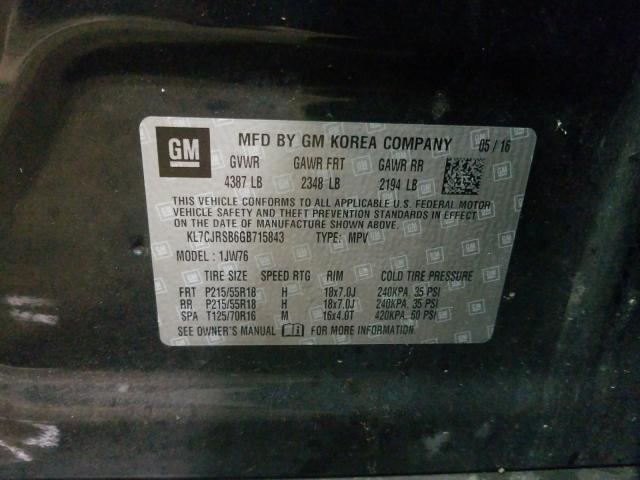 GM MFD BY GM KOREA COMPANY 05 / 16
GVWR GAWR FRT GAWR RR
4387 LB 2348 LB 2194 LB
THIS VEHICLE CONFORMS TO ALL APPLICABLE U.S. FEDERAL MOTOR
VEHICLE SAFETY AND THEFT PREVENTION STANDARDS IN EFFECT
ON THE DATE OF MANUFACTURE SHOWN ABOVE.
KL7CJRSB6GB715843 TYPE: MPV
MODEL : 1JW76
TIRE SIZE SPEED RTG RIM COLD TIRE PRESSURE
FRT P215/55R18 H 18x7.0J 240KPA, 35 PSI
RR P215/55R18 H 18x7.0J 240KPA, 35 PSI
SPA T125/70R16 M 16x4.0T 420KPA, 60 PSI
SEE OWNER'S MANUAL FOR MORE INFORMATION.